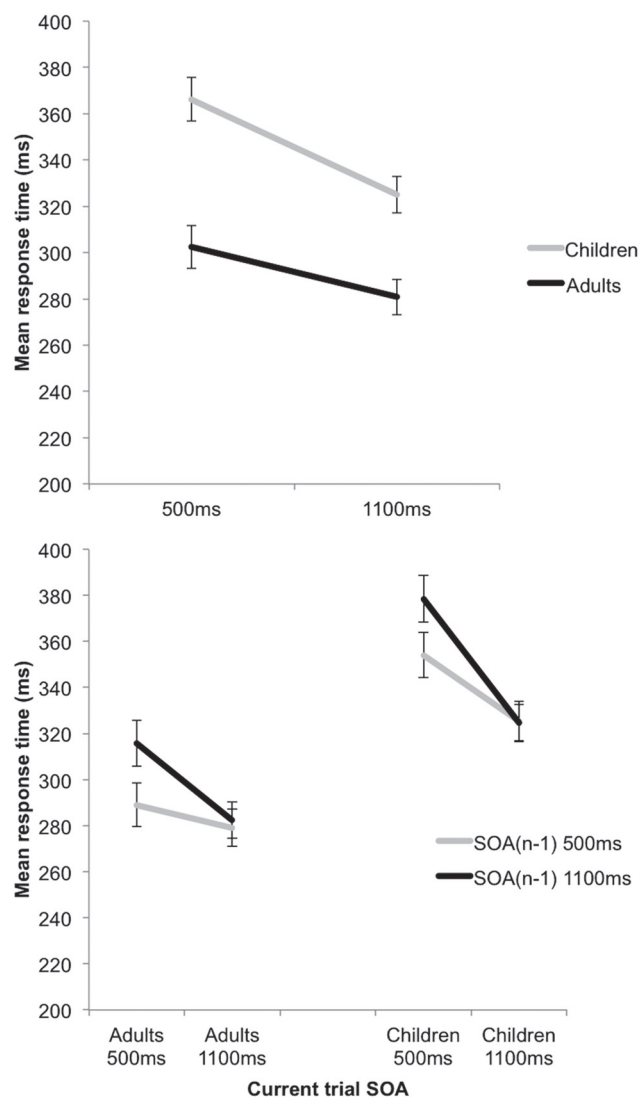 400
380
360
340
320
300
280
260
240
220
200
Mean response time (ms)
500ms 1100ms
Children
Adults
400
380
360
340
320
300
280
260
240
220
200
Mean response time (ms)
SOA(n-1) 500ms
SOA(n-1) 1100ms
Adults Adults Children Children
500ms 1100ms 500ms 1100ms
Current trial SOA